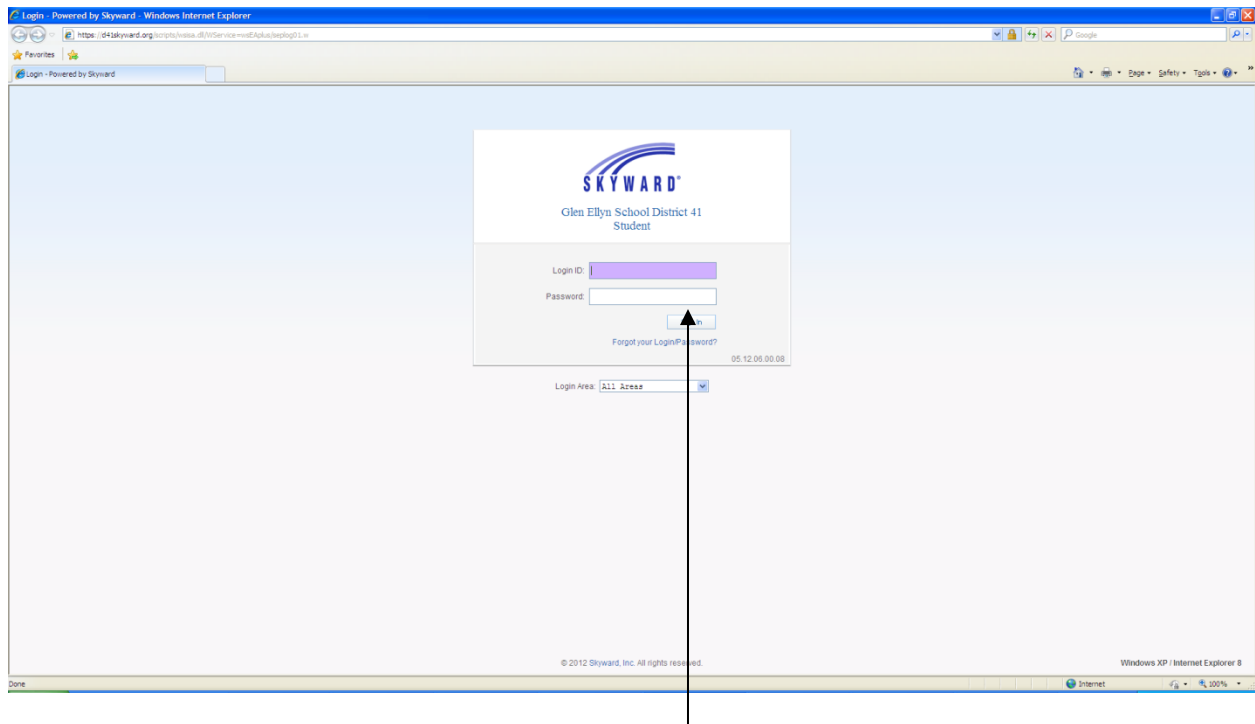 Login - Powered by Skyward - Windows Internet Explorer
https://d41skyward.org/scripts/wsisa.dll/WService=wsEAplus/seplog01.w
Google
Favorites
Login - Powered by Skyward
Page Safety Tools
SKYWARD
Glen Ellyn School District 41
Student
Login ID:
Password:
Forgot your Login/Password?
05.12.06.00.08
Login Area: All Areas
© 2012 Skyward, Inc. All rights reserved.
Windows XP / Internet Explorer 8
Done
Internet
100%